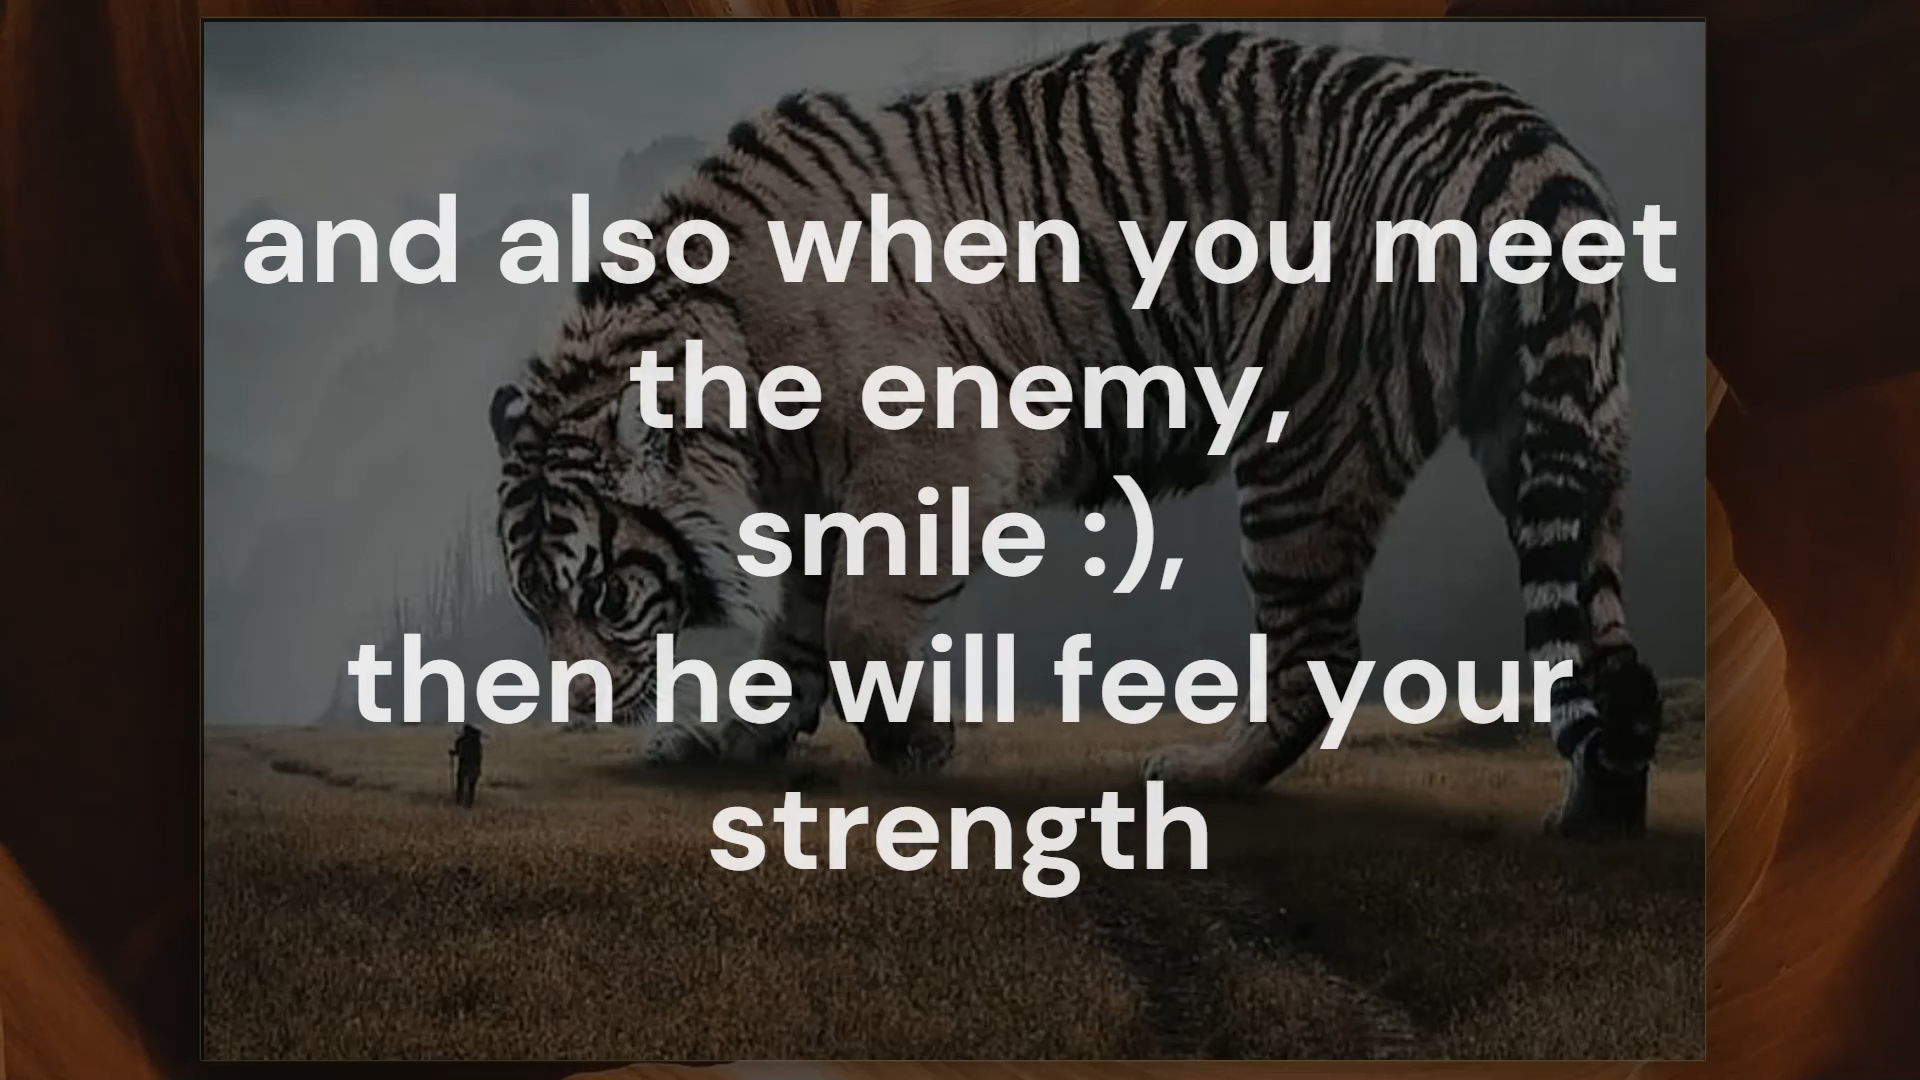 and also when you meet
the enemy,
smile :),
then he will feel your
strength